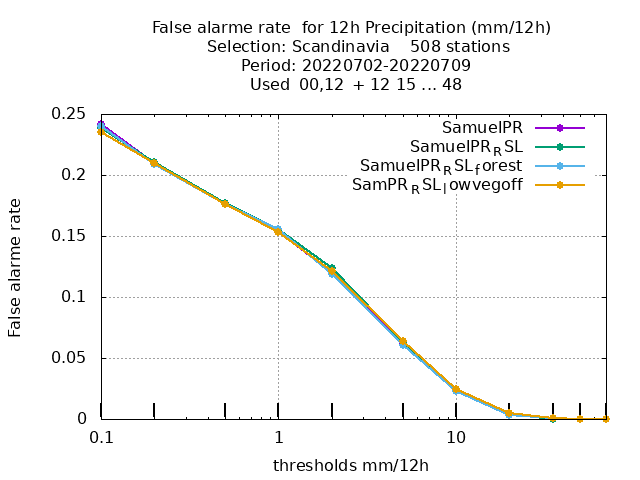 False alarme rate  for 12h Precipitation (mm/12h)
Selection: Scandinavia    508 stations
Period: 20220702-20220709
Used  00,12  + 12 15 ... 48
SamuelPR
SamuelPR_RSL
SamuelPR_RSL_forest
SamPR_RSL_lowvegoff
False alarme rate
0.25
0.2
0.15
0.1
0.05
0
0.1
1
10
thresholds mm/12h